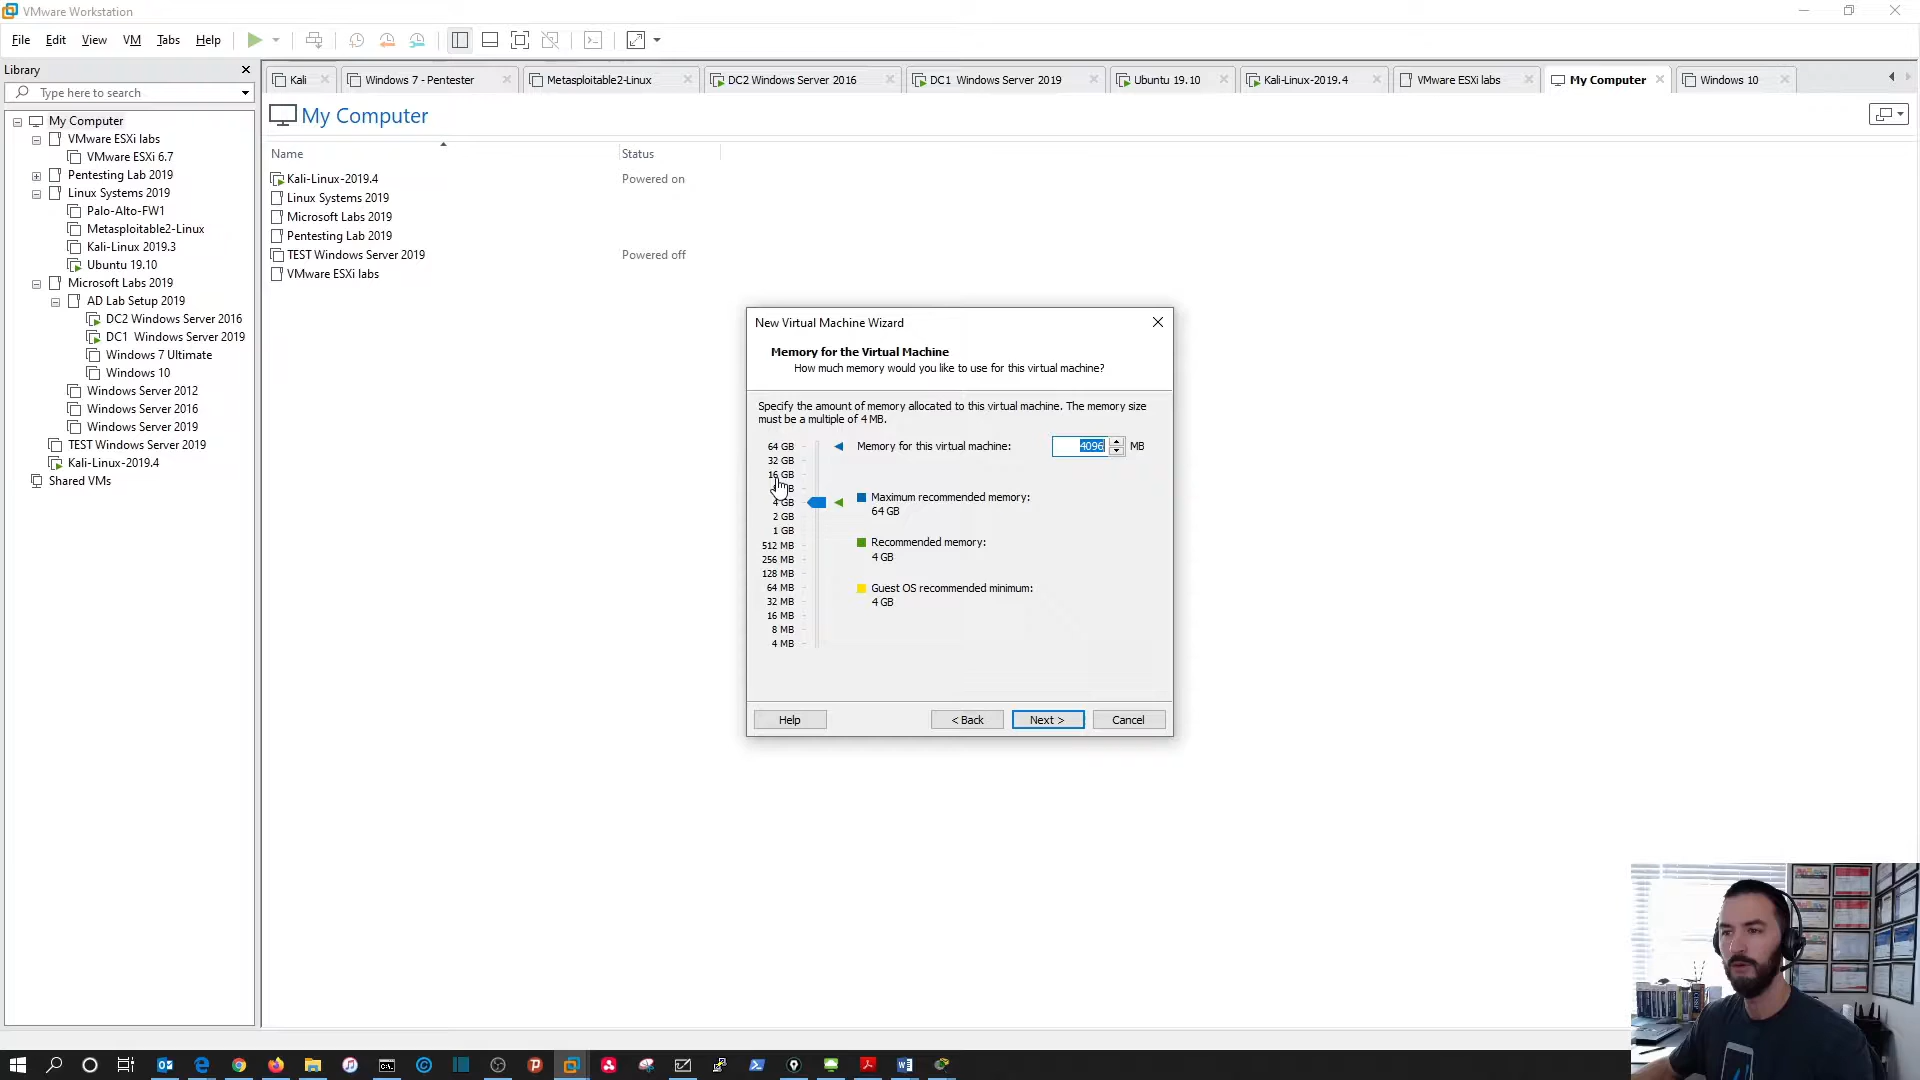 VMware Workstation
File Edit View VM Tabs Help
Library
Type here to search
My Computer
VMware ESXi labs
VMware ESXi 6.7
Pentesting Lab 2019
Linux Systems 2019
Palo-Alto-FW1
Metasploitable2-Linux
Kali-Linux 2019.3
Ubuntu 19.10
Microsoft Labs 2019
AD Lab Setup 2019
DC2 Windows Server 2016
DC1 Windows Server 2019
Windows 7 Ultimate
Windows 10
Windows Server 2012
Windows Server 2016
Windows Server 2019
TEST Windows Server 2019
Kali-Linux-2019.4
Shared VMs
Kali Windows 7 - Pentester Metasploitable2-Linux DC2 Windows Server 2016 DC1 Windows Server 2019 Ubuntu 19.10 Kali-Linux-2019.4 VMware ESXi labs My Computer Windows 10
My Computer
Name Status
Kali-Linux-2019.4 Powered on
Linux Systems 2019
Microsoft Labs 2019
Pentesting Lab 2019
TEST Windows Server 2019 Powered off
VMware ESXi labs
New Virtual Machine Wizard
Memory for the Virtual Machine
How much memory would you like to use for this virtual machine?
Specify the amount of memory allocated to this virtual machine. The memory size
must be a multiple of 4 MB.
64 GB
32 GB
16 GB
4 GB
2 GB
1 GB
512 MB
256 MB
128 MB
64 MB
32 MB
16 MB
8 MB
4 MB
Memory for this virtual machine: 4096 MB
Maximum recommended memory:
64 GB
Recommended memory:
4 GB
Guest OS recommended minimum:
4 GB
Help < Back Next > Cancel